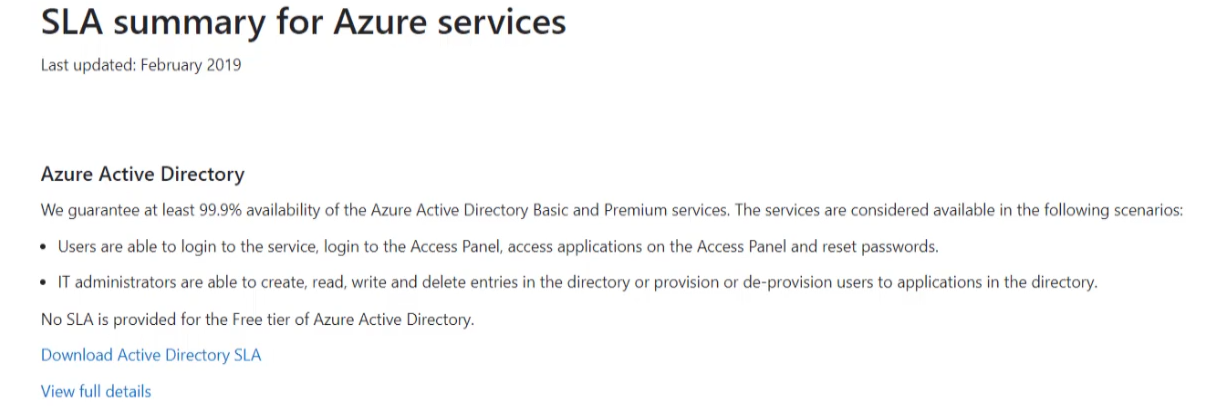 SLA summary for Azure services
Last updated: February 2019
Azure Active Directory
We guarantee at least 99.9% availability of the Azure Active Directory Basic and Premium services. The services are considered available in the following scenarios:
• Users are able to login to the service, login to the Access Panel, access applications on the Access Panel and reset passwords.
• IT administrators are able to create, read, write and delete entries in the directory or provision or de-provision users to applications in the directory.
No SLA is provided for the Free tier of Azure Active Directory.
Download Active Directory SLA
View full details